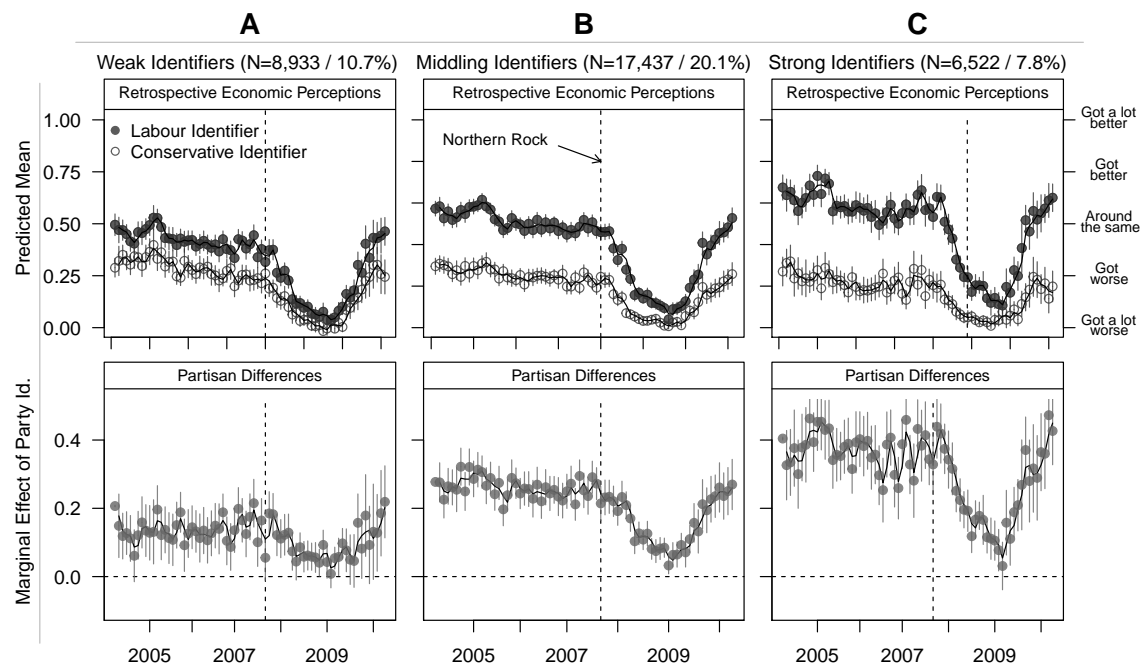 A B C
Weak Identifiers (N=8,933 / 10.7%) Middling Identifiers (N=17,437 / 20.1%) Strong Identifiers (N=6,522 / 7.8%)
Retrospective Economic Perceptions Retrospective Economic Perceptions Retrospective Economic Perceptions
Predicted Mean
1.00
0.75
0.50
0.25
0.00
Labour Identifier
Conservative Identifier
Northern Rock
Got a lot
better
Got
better
Around
the same
Got
worse
Got a lot
worse
Partisan Differences Partisan Differences Partisan Differences
Marginal Effect of Party Id.
0.4
0.2
0.0
2005 2007 2009 2005 2007 2009 2005 2007 2009